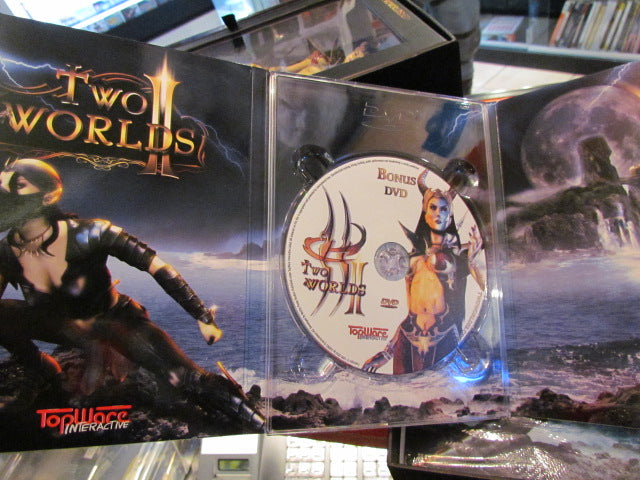 TWO
WORLDS II
TOPWARE
INTERACTIVE
BONUS
DVD
TWO
WORLDS II
DVD
TOPWARE
INTERACTIVE